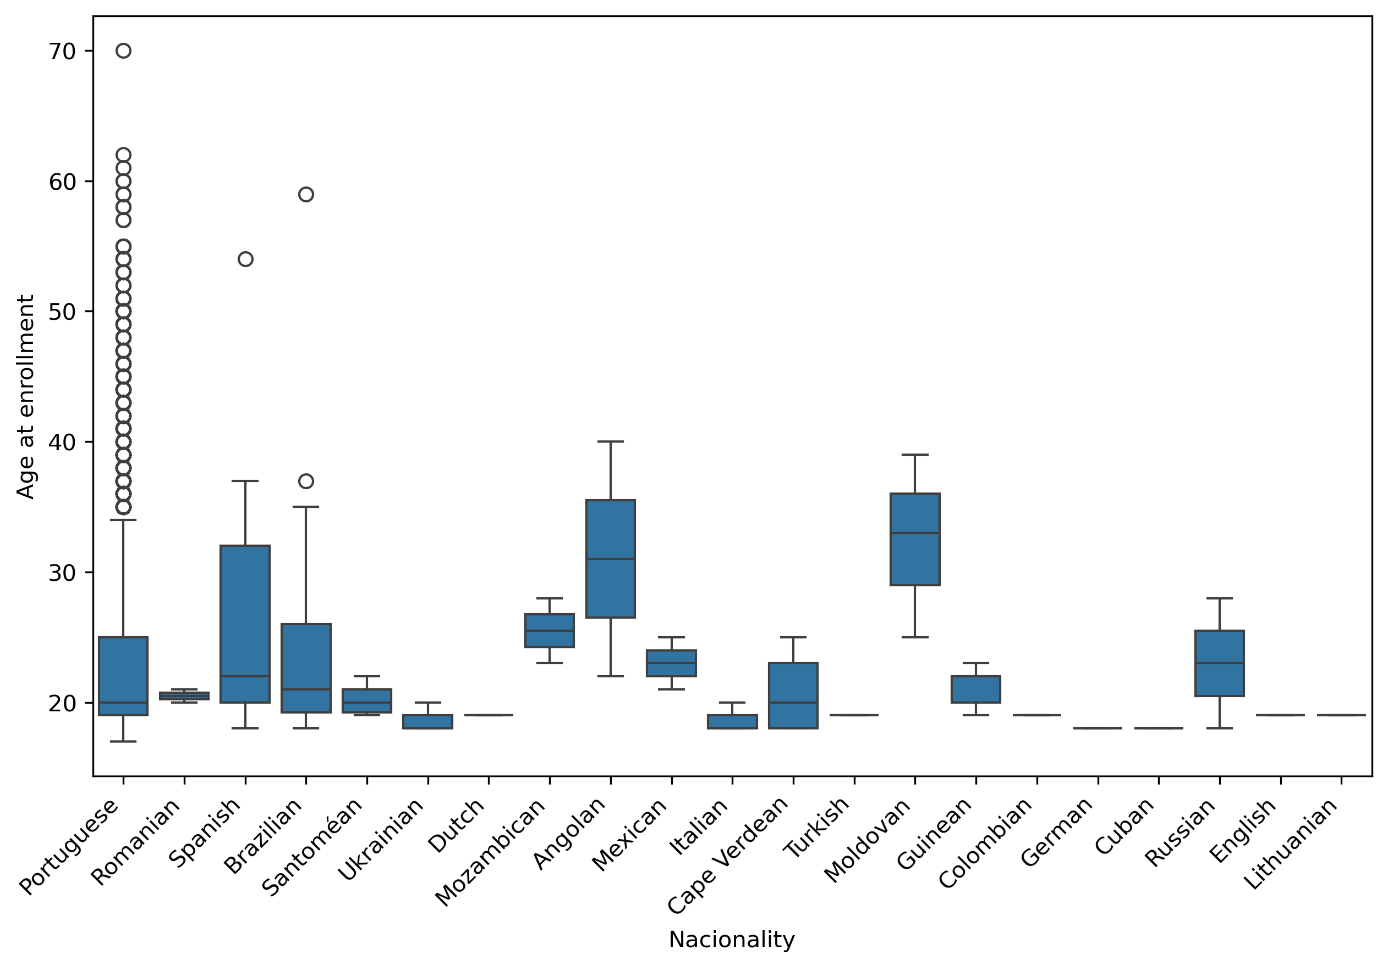 70
60
50
40
30
20
Age at enrollment
Portuguese
Romanian
Spanish
Brazilian
Santoméan
Ukrainian
Dutch
Mozambican
Angolan
Mexican
Italian
Cape Verdean
Turkish
Moldovan
Guinean
Colombian
German
Cuban
Russian
English
Lithuanian
Nacionality